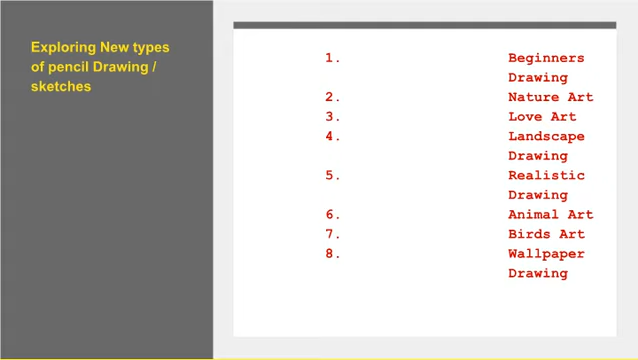 Exploring New types
of pencil Drawing /
sketches
1. Beginners
Drawing
2. Nature Art
3. Love Art
4. Landscape
Drawing
5. Realistic
Drawing
6. Animal Art
7. Birds Art
8. Wallpaper
Drawing